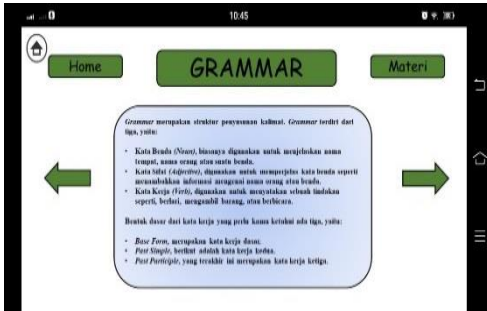 10:45
Home
GRAMMAR
Materi
Grammar merupakan struktur penyusunan kalimat. Grammar terdiri dari
tiga, yaitu:
• Kata Benda (Noun), biasanya digunakan untuk menjelaskan nama
tempat, nama orang atau suatu benda.
• Kata Sifat (Adjective), digunakan untuk memperjelas kata benda seperti
menambahkan informasi mengenai nama orang atau benda.
• Kata Kerja (Verb), digunakan untuk menyatakan sebuah tindakan
seperti, berlari, mengambil barang, atau berbicara.
Bentuk dasar dari kata kerja yang perlu kamu ketahui ada tiga, yaitu:
• Base Form, merupakan kata kerja dasar.
• Past Simple, berikut adalah kata kerja kedua.
• Past Participle, yang terakhir ini merupakan kata kerja ketiga.